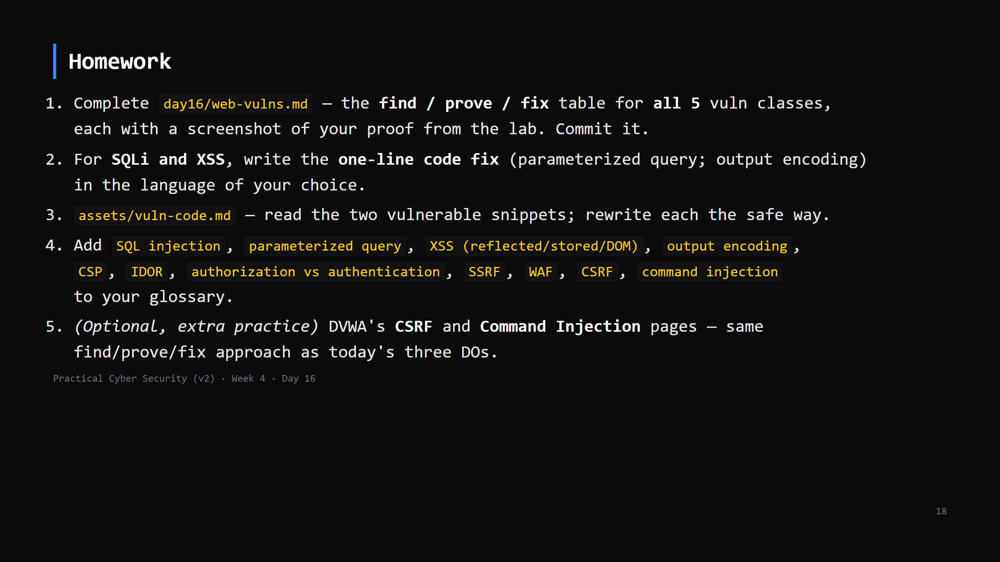 Homework
1. Complete day16/web-vulns.md — the find / prove / fix table for all 5 vuln classes,
each with a screenshot of your proof from the lab. Commit it.
2. For SQLi and XSS, write the one-line code fix (parameterized query; output encoding)
in the language of your choice.
3. assets/vuln-code.md — read the two vulnerable snippets; rewrite each the safe way.
4. Add SQL injection, parameterized query, XSS (reflected/stored/DOM), output encoding,
CSP, IDOR, authorization vs authentication, SSRF, WAF, CSRF, command injection
to your glossary.
5. (Optional, extra practice) DVWA's CSRF and Command Injection pages — same
find/prove/fix approach as today's three DOs.
Practical Cyber Security (v2) · Week 4 · Day 16
18